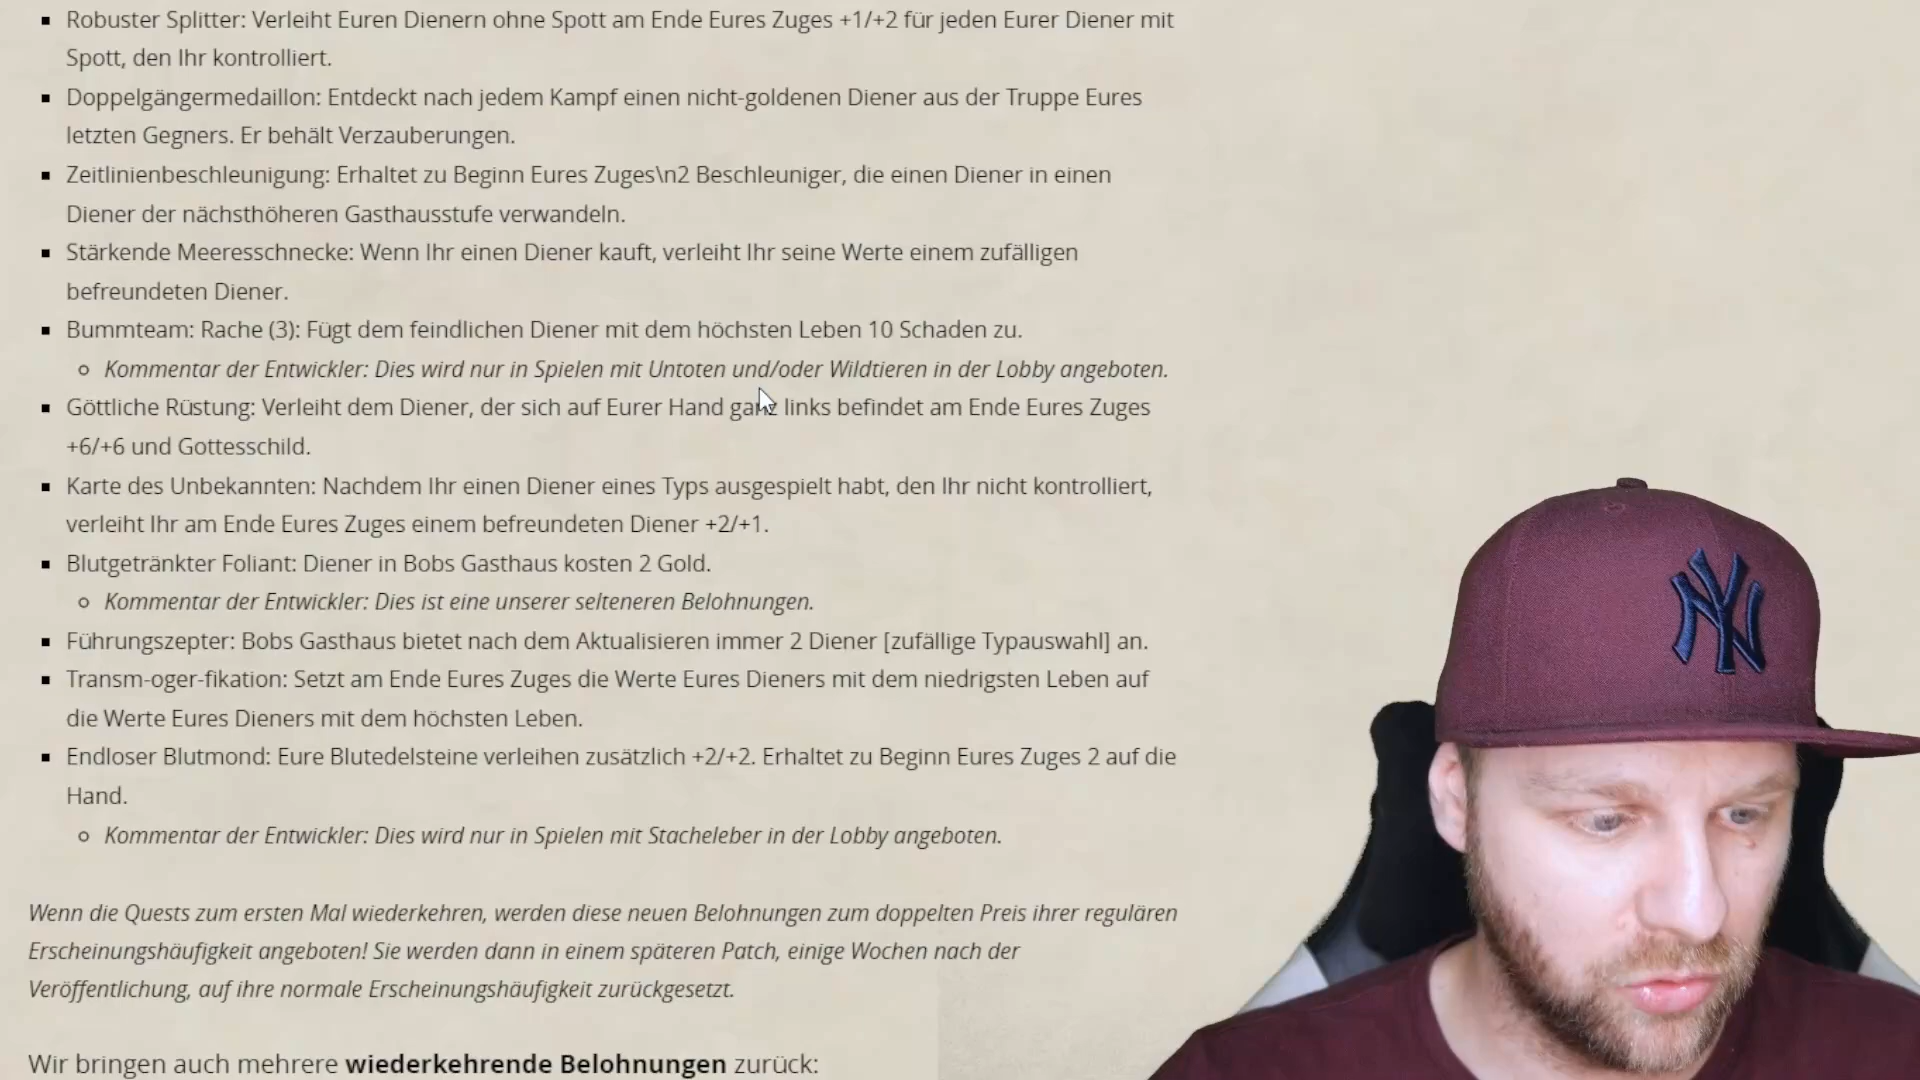 Robuster Splitter: Verleiht Euren Dienern ohne Spott am Ende Eures Zuges +1/+2 für jeden Eurer Diener mit
Spott, den Ihr kontrolliert.
Doppelgängermedaillon: Entdeckt nach jedem Kampf einen nicht-goldenen Diener aus der Truppe Eures
letzten Gegners. Er behält Verzauberungen.
Zeitlinienbeschleunigung: Erhaltet zu Beginn Eures Zuges\n2 Beschleuniger, die einen Diener in einen
Diener der nächsthöheren Gasthausstufe verwandeln.
Stärkende Meeresschnecke: Wenn Ihr einen Diener kauft, verleiht Ihr seine Werte einem zufälligen
befreundeten Diener.
Bummteam: Rache (3): Fügt dem feindlichen Diener mit dem höchsten Leben 10 Schaden zu.
Kommentar der Entwickler: Dies wird nur in Spielen mit Untoten und/oder Wildtieren in der Lobby angeboten.
Göttliche Rüstung: Verleiht dem Diener, der sich auf Eurer Hand ganz links befindet am Ende Eures Zuges
+6/+6 und Gottesschild.
Karte des Unbekannten: Nachdem Ihr einen Diener eines Typs ausgespielt habt, den Ihr nicht kontrolliert,
verleiht Ihr am Ende Eures Zuges einem befreundeten Diener +2/+1.
Blutgetränkter Foliant: Diener in Bobs Gasthaus kosten 2 Gold.
Kommentar der Entwickler: Dies ist eine unserer selteneren Belohnungen.
Führungszepter: Bobs Gasthaus bietet nach dem Aktualisieren immer 2 Diener [zufällige Typauswahl] an.
Transm-oger-fikation: Setzt am Ende Eures Zuges die Werte Eures Dieners mit dem niedrigsten Leben auf
die Werte Eures Dieners mit dem höchsten Leben.
Endloser Blutmond: Eure Blutedelsteine verleihen zusätzlich +2/+2. Erhaltet zu Beginn Eures Zuges 2 auf die
Hand.
Kommentar der Entwickler: Dies wird nur in Spielen mit Stacheleber in der Lobby angeboten.
Wenn die Quests zum ersten Mal wiederkehren, werden diese neuen Belohnungen zum doppelten Preis ihrer regulären
Erscheinungshäufigkeit angeboten! Sie werden dann in einem späteren Patch, einige Wochen nach der
Veröffentlichung, auf ihre normale Erscheinungshäufigkeit zurückgesetzt.
Wir bringen auch mehrere wiederkehrende Belohnungen zurück:
NY